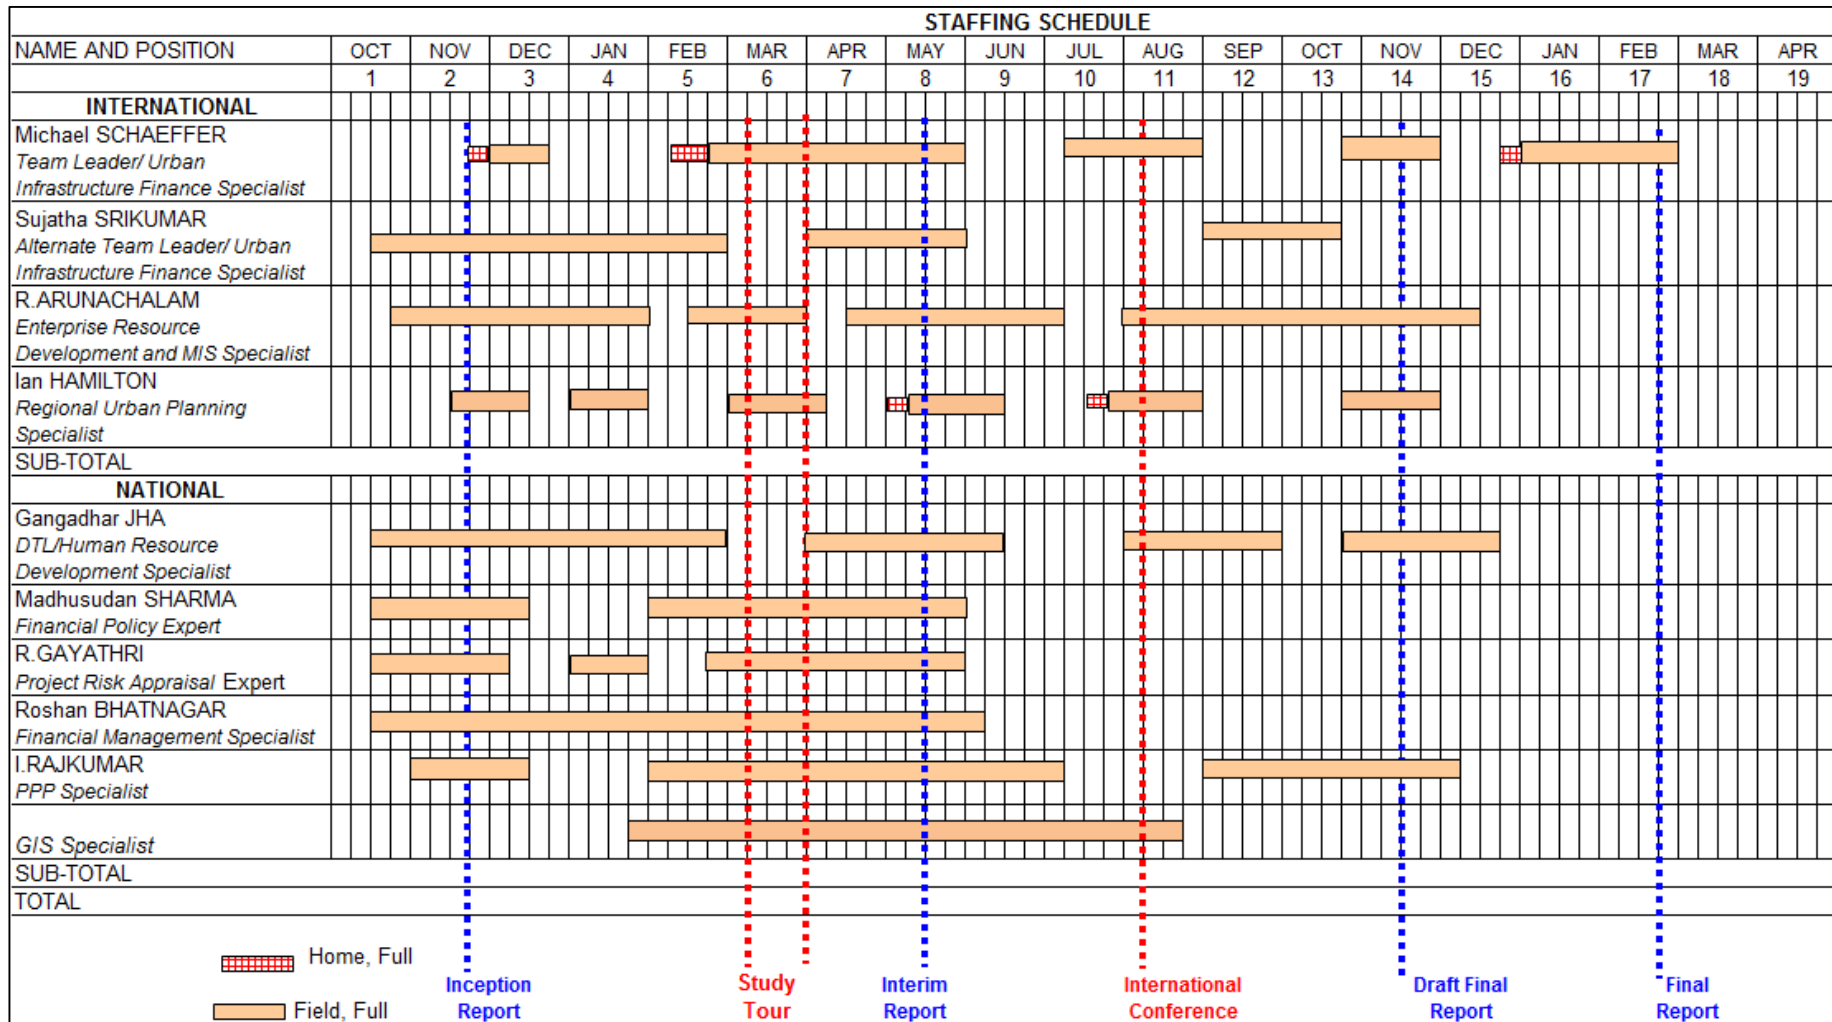 STAFFING SCHEDULE
NAME AND POSITION OCT NOV DEC JAN FEB MAR APR MAY JUN JUL AUG SEP OCT NOV DEC JAN FEB MAR APR
1 2 3 4 5 6 7 8 9 10 11 12 13 14 15 16 17 18 19
INTERNATIONAL
Michael SCHAEFFER
Team Leader/ Urban
Infrastructure Finance Specialist
Sujatha SRIKUMAR
Alternate Team Leader/ Urban
Infrastructure Finance Specialist
R.ARUNACHALAM
Enterprise Resource
Development and MIS Specialist
Ian HAMILTON
Regional Urban Planning
Specialist
SUB-TOTAL
NATIONAL
Gangadhar JHA
DTL/Human Resource
Development Specialist
Madhusudan SHARMA
Financial Policy Expert
R.GAYATHRI
Project Risk Appraisal Expert
Roshan BHATNAGAR
Financial Management Specialist
I.RAJKUMAR
PPP Specialist
GIS Specialist
SUB-TOTAL
TOTAL
Home, Full
Field, Full
Inception
Report
Study
Tour
Interim
Report
International
Conference
Draft Final
Report
Final
Report